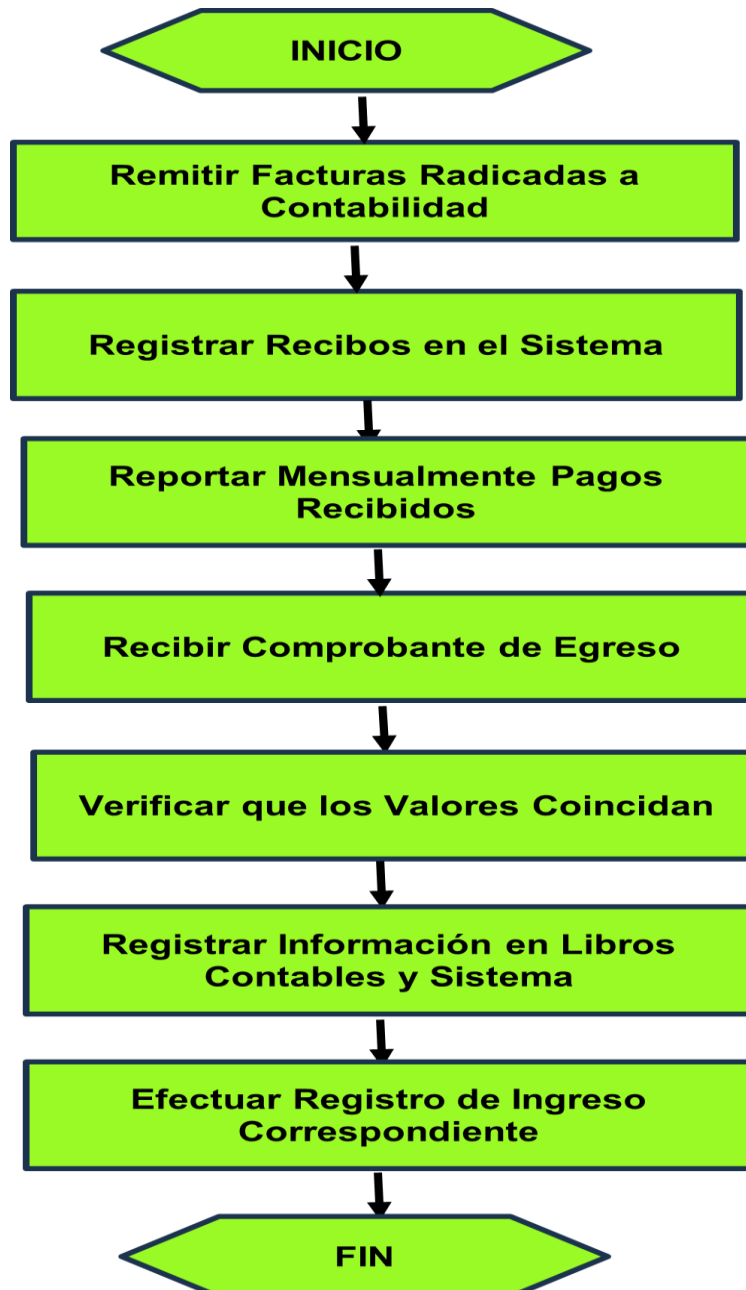 INICIO
Remitir Facturas Radicadas a
Contabilidad
Registrar Recibos en el Sistema
Reportar Mensualmente Pagos
Recibidos
Recibir Comprobante de Egreso
Verificar que los Valores Coincidan
Registrar Información en Libros
Contables y Sistema
Efectuar Registro de Ingreso
Correspondiente
FIN